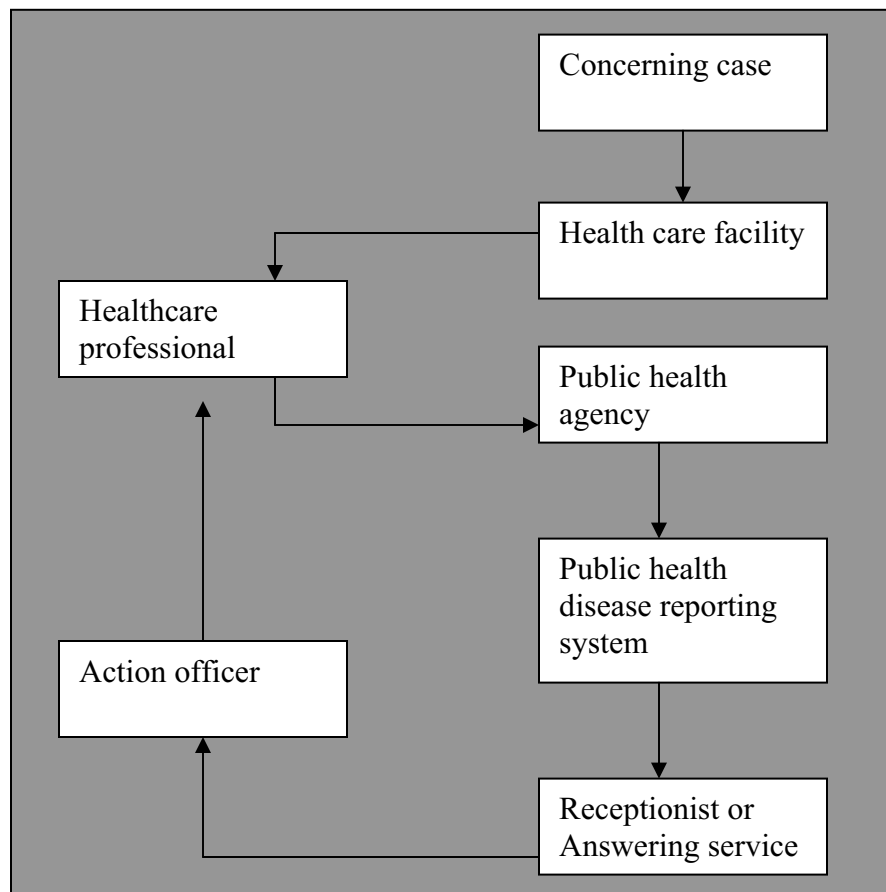 Concerning case
Health care facility
Healthcare
professional
Public health
agency
Public health
disease reporting
system
Action officer
Receptionist or
Answering service